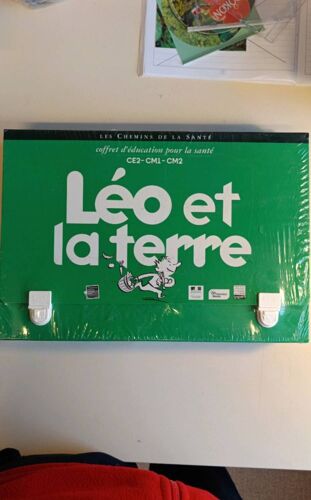 LES CHEMINS DE LA SANTÉ
coffret d'éducation pour la santé
CE2-CM1-CM2
Léo et
la terre